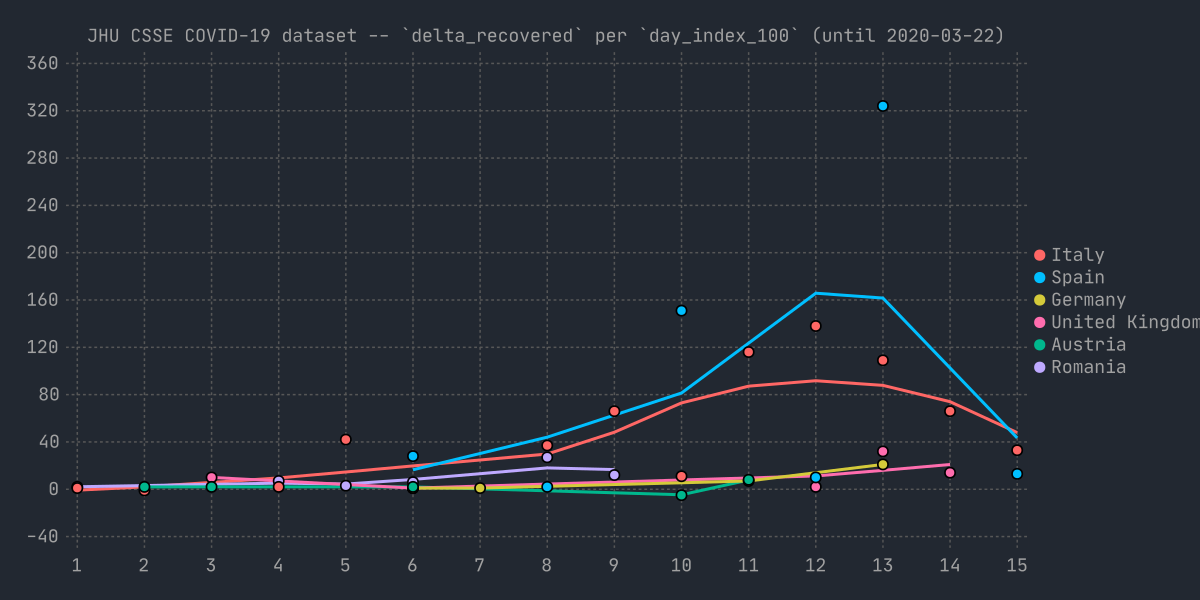 JHU CSSE COVID-19 dataset -- `delta_recovered` per `day_index_100` (until 2020-03-22)
360
320
280
240
200
160
120
80
40
0
-40
1 2 3 4 5 6 7 8 9 10 11 12 13 14 15
Italy
Spain
Germany
United Kingdom
Austria
Romania